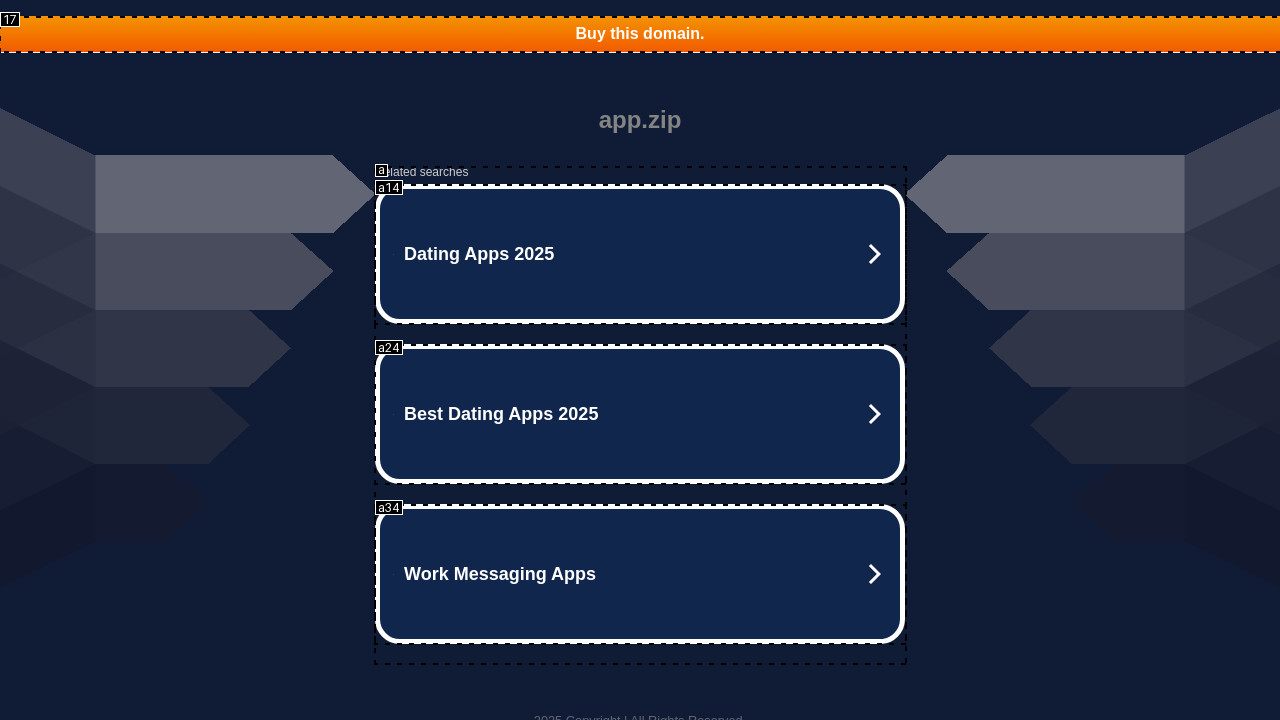 17
Buy this domain.
app.zip
a
lated searches
a14
Dating Apps 2025
a24
Best Dating Apps 2025
a34
Work Messaging Apps
2025 Copyright | All Rights Reserved